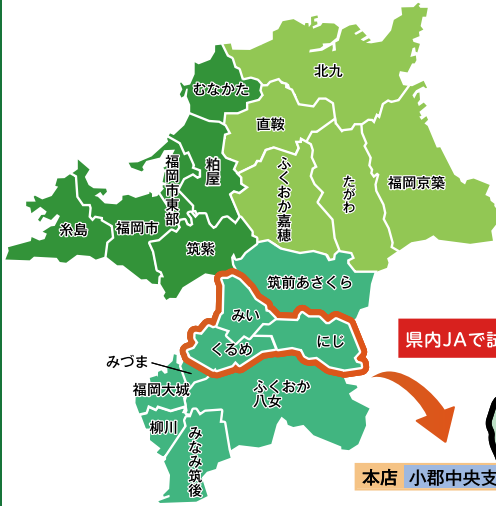 北九
むなかた
直鞍
粕屋
福岡市東部
ふくおか嘉穂
たがわ
福岡京築
糸島
福岡市
筑紫
筑前あさくら
みい
にじ
くるめ
みづま
福岡大城
ふくおか
八女
柳川
みなみ筑後
県内JAで
本店
小郡中央支